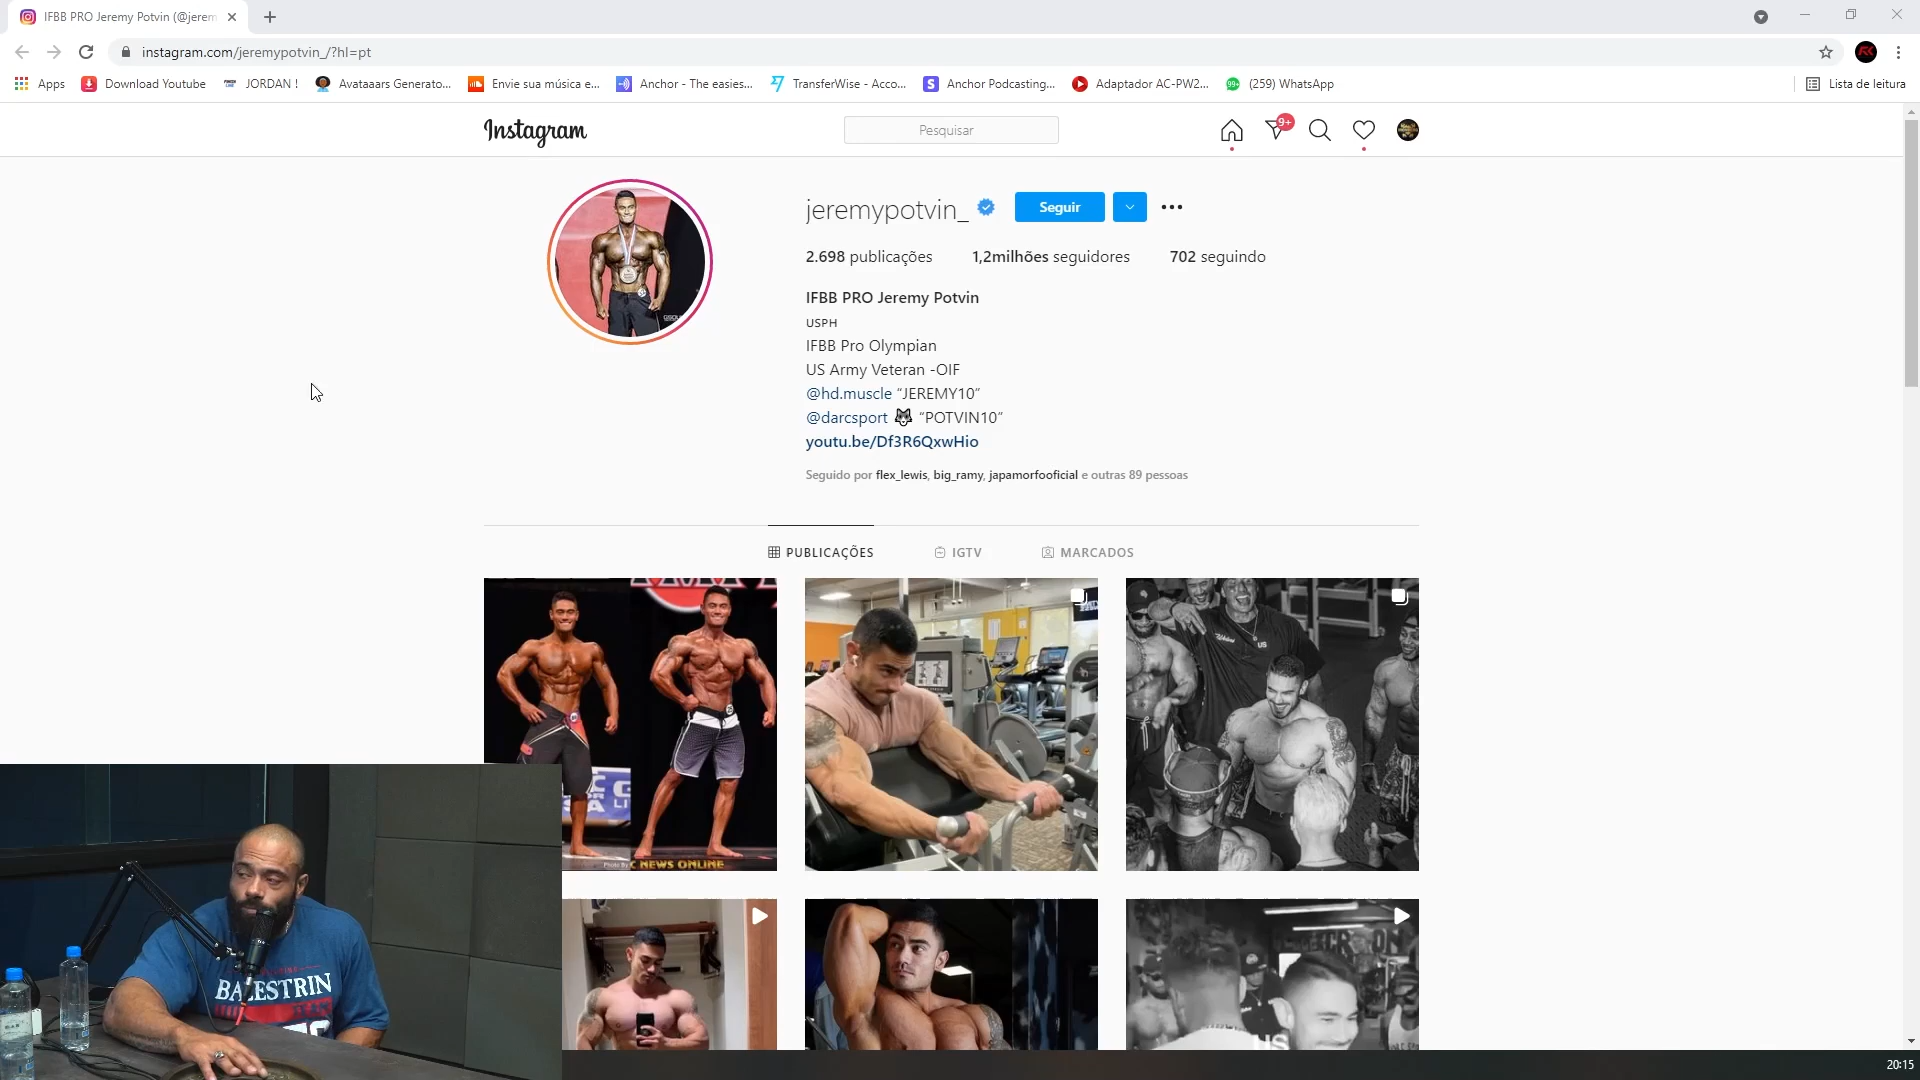 IFBB PRO Jeremy Potvin (@jerem
instagram.com/jeremypotvin_/?hl=pt
Apps
Download Youtube
JORDAN !
Avataaars Generato...
Envie sua música e...
Anchor - The easies...
TransferWise - Acco...
Anchor Podcasting...
Adaptador AC-PW2...
(259) WhatsApp
Lista de leitura
Instagram
Pesquisar
9+
jeremypotvin_
Seguir
2.698 publicações
1,2milhões seguidores
702 seguindo
IFBB PRO Jeremy Potvin
USPH
IFBB Pro Olympian
US Army Veteran -OIF
@hd.muscle “JEREMY10”
@darcsport “POTVIN10”
youtu.be/Df3R6QxwHio
Seguido por flex_lewis, big_ramy, japamorfooficial e outras 89 pessoas
PUBLICAÇÕES
IGTV
MARCADOS
US
C NEWS ONLINE
BALESTRIN
US
20:15